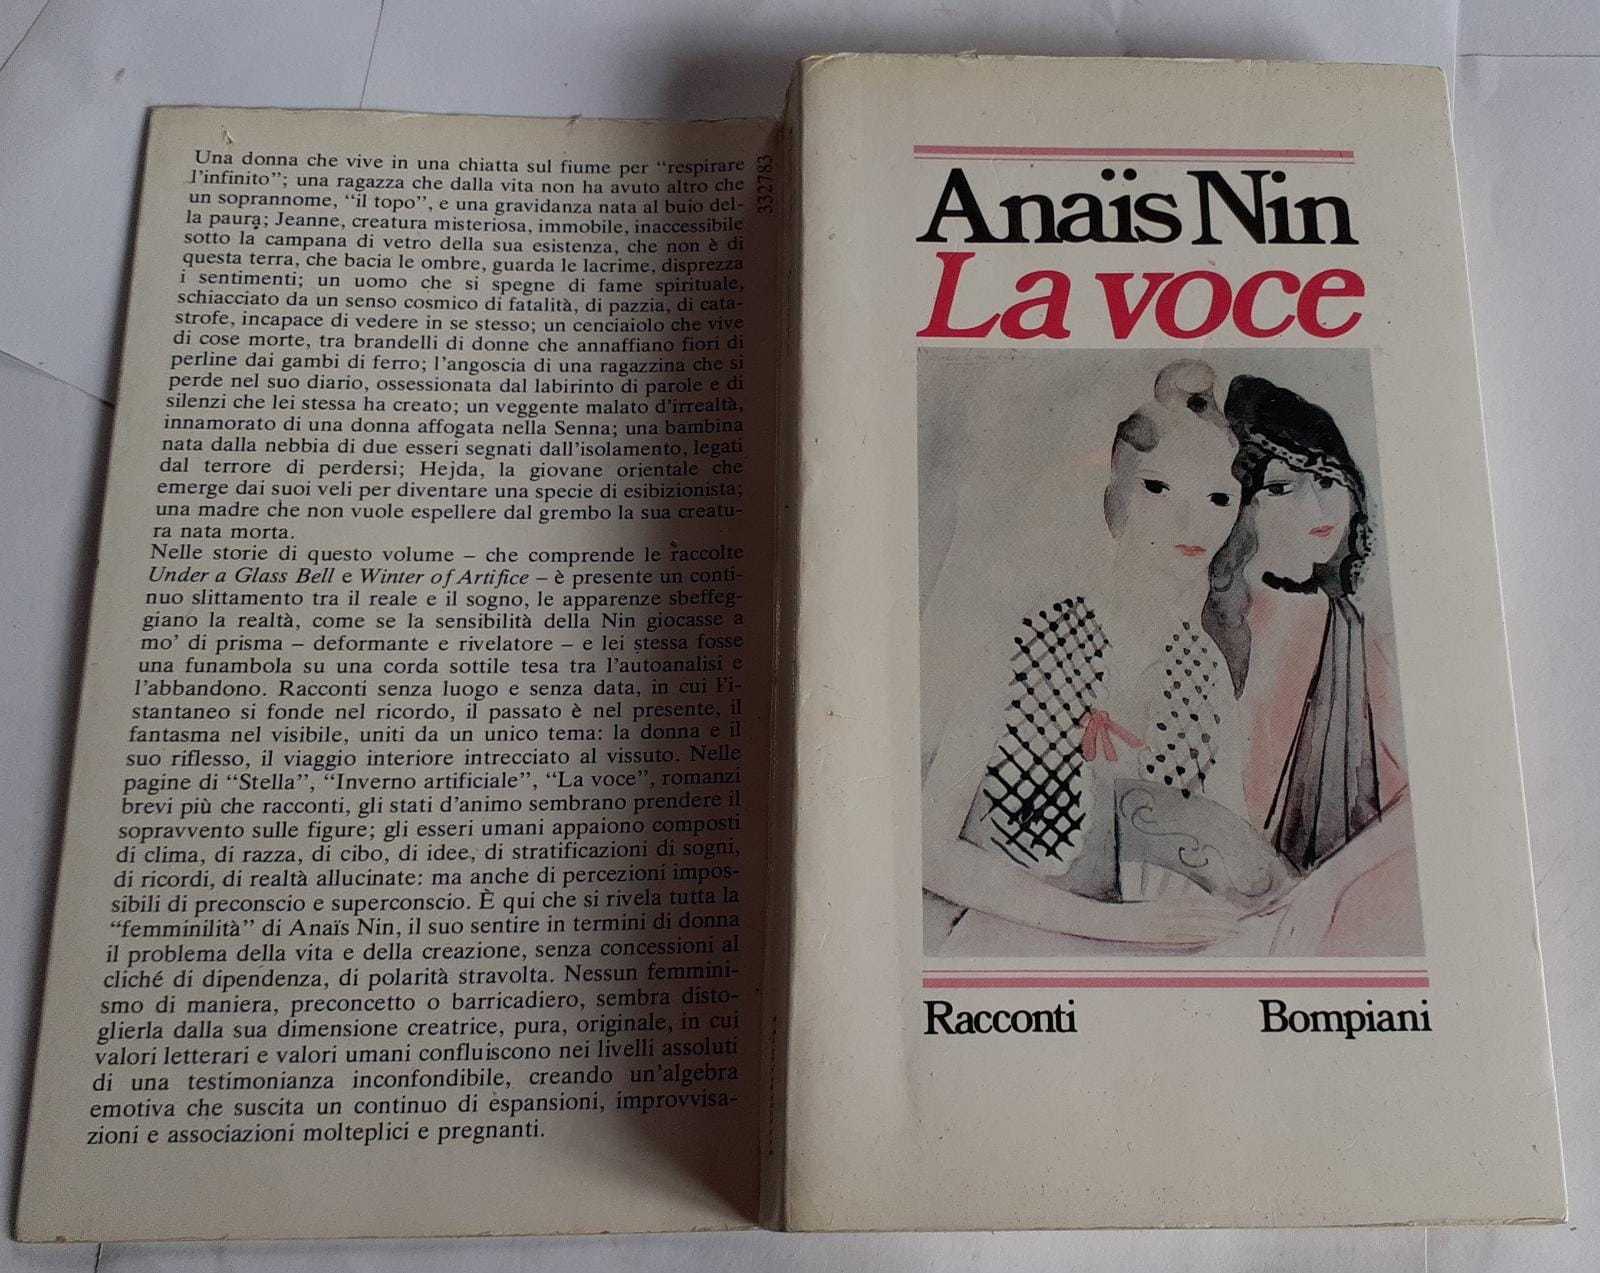 Una donna che vive in una chiatta sul fiume per “respirare
l’infinito”; una ragazza che dalla vita non ha avuto altro che
un soprannome, “il topo”, e una gravidanza nata al buio del-
la paura; Jeanne, creatura misteriosa, immobile, inaccessibile
sotto la campana di vetro della sua esistenza, che non è di
questa terra, che bacia le ombre, guarda le lacrime, disprezza
i sentimenti; un uomo che si spegne di fame spirituale,
schiacciato da un senso cosmico di fatalità, di pazzia, di cata-
strofe, incapace di vedere in se stesso; un cenciaiolo che vive
di cose morte, tra brandelli di donne che annaffiano fiori di
perline dai gambi di ferro; l’angoscia di una ragazzina che si
perde nel suo diario, ossessionata dal labirinto di parole e di
silenzi che lei stessa ha creato; un veggente malato d’irrealtà,
innamorato di una donna affogata nella Senna; una bambina
nata dalla nebbia di due esseri segnati dall’isolamento, legati
dal terrore di perdersi; Hejda, la giovane orientale che
emerge dai suoi veli per diventare una specie di esibizionista;
una madre che non vuole espellere dal grembo la sua creatu-
ra nata morta.
Nelle storie di questo volume – che comprende le raccolte
Under a Glass Bell e Winter of Artifice – è presente un conti-
nuo slittamento tra il reale e il sogno, le apparenze sbeffeg-
giano la realtà, come se la sensibilità della Nin giocasse a
mo’ di prisma – deformante e rivelatore – e lei stessa fosse
una funambola su una corda sottile tesa tra l’autoanalisi e
l’abbandono. Racconti senza luogo e senza data, in cui l’i-
stantaneo si fonde nel ricordo, il passato è nel presente, il
fantasma nel visibile, uniti da un unico tema: la donna e il
suo riflesso, il viaggio interiore intrecciato al vissuto. Nelle
pagine di “Stella”, “Inverno artificiale”, “La voce”, romanzi
brevi più che racconti, gli stati d’animo sembrano prendere il
sopravvento sulle figure; gli esseri umani appaiono composti
di clima, di razza, di cibo, di idee, di stratificazioni di sogni,
di ricordi, di realtà allucinate: ma anche di percezioni impos-
sibili di preconscio e superconscio. È qui che si rivela tutta la
“femminilità” di Anaïs Nin, il suo sentire in termini di donna
il problema della vita e della creazione, senza concessioni al
cliché di dipendenza, di polarità stravolta. Nessun femmini-
smo di maniera, preconcetto o barricadiero, sembra disto-
glierla dalla sua dimensione creatrice, pura, originale, in cui
valori letterari e valori umani confluiscono nei livelli assoluti
di una testimonianza inconfondibile, creando un’algebra
emotiva che suscita un continuo di espansioni, improvvisa-
zioni e associazioni molteplici e pregnanti.
332783
Anaïs Nin
La voce
Racconti Bompiani